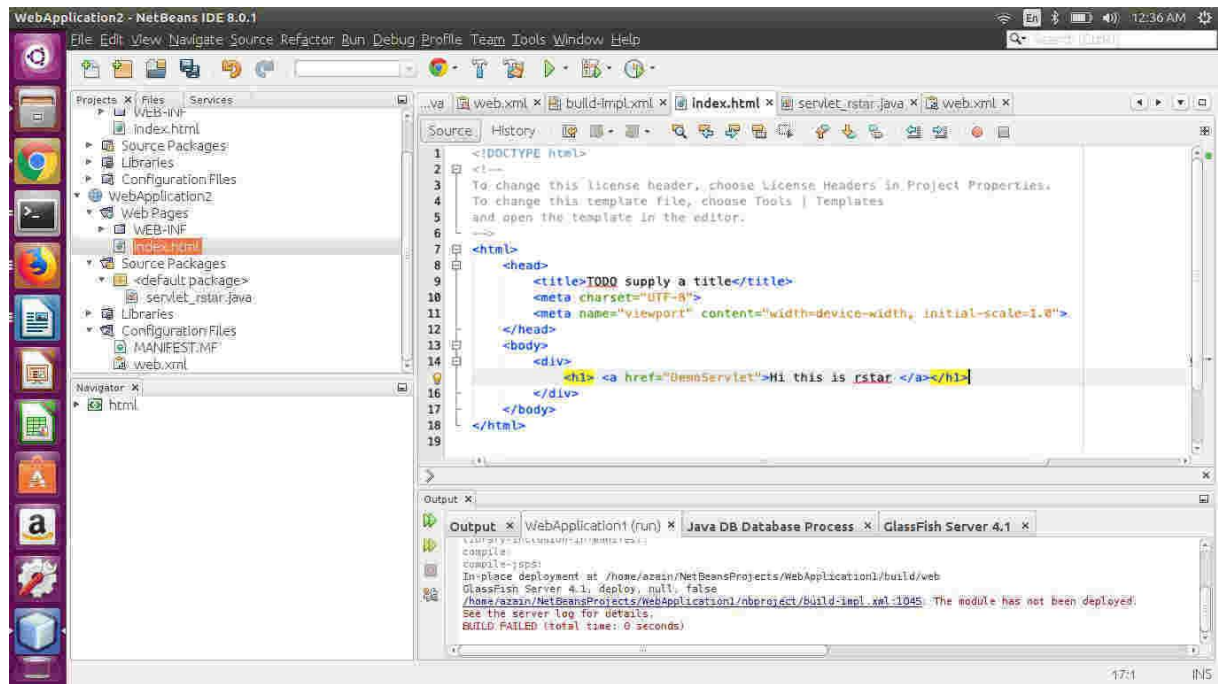 WebApplication2 - NetBeans IDE 8.0.1
En
12:36 AM
File Edit View Navigate Source Refactor Run Debug Profile Team Tools Window Help
Projects Files Services
WEB-INF
index.html
Source Packages
Libraries
Configuration Files
WebApplication2
Web Pages
WEB-INF
index.html
Source Packages
<default package>
servlet_rstar.java
Libraries
Configuration Files
MANIFEST.MF
web.xml
Navigator
html
...va web.xml build-impl.xml index.html servlet_rstar.java web.xml
Source History
1 <!DOCTYPE html>
2 <!--
3 To change this license header, choose License Headers in Project Properties.
4 To change this template file, choose Tools | Templates
5 and open the template in the editor.
6 -->
7 <html>
8 <head>
9 <title>TODO supply a title</title>
10 <meta charset="UTF-8">
11 <meta name="viewport" content="width=device-width, initial-scale=1.0">
12 </head>
13 <body>
14 <div>
<h1> <a href="DemoServlet">Hi this is rstar </a></h1>
16 </div>
17 </body>
18 </html>
19
Output
Output WebApplication1 (run) Java DB Database Process GlassFish Server 4.1
library-inclusion-in-manifest:
compile:
compile-jsps:
In-place deployment at /home/azain/NetBeansProjects/WebApplication1/build/web
GlassFish Server 4.1, deploy, null, false
/home/azain/NetBeansProjects/WebApplication1/nbproject/build-impl.xml:1045: The module has not been deployed.
See the server log for details.
BUILD FAILED (total time: 0 seconds)
17:1 INS